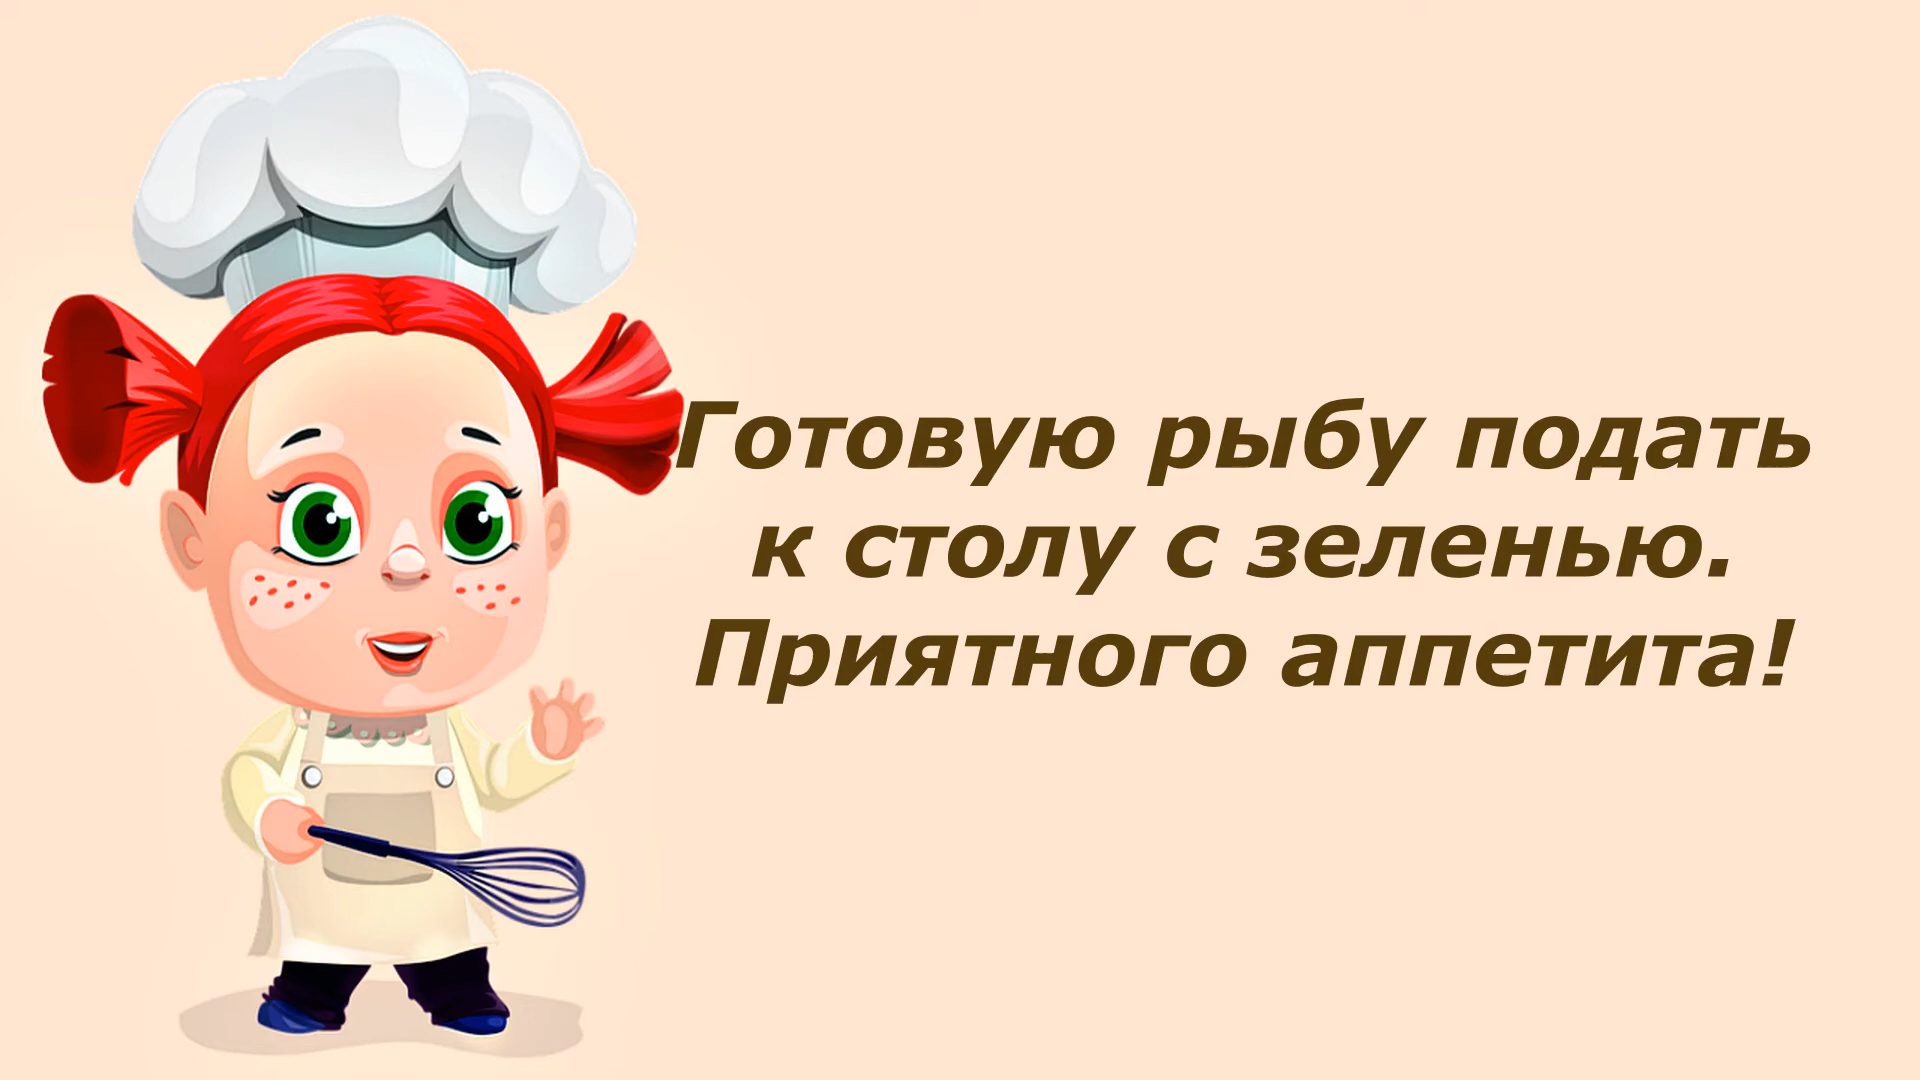 Готовую рыбу подать
к столу с зеленью.
Приятного аппетита!